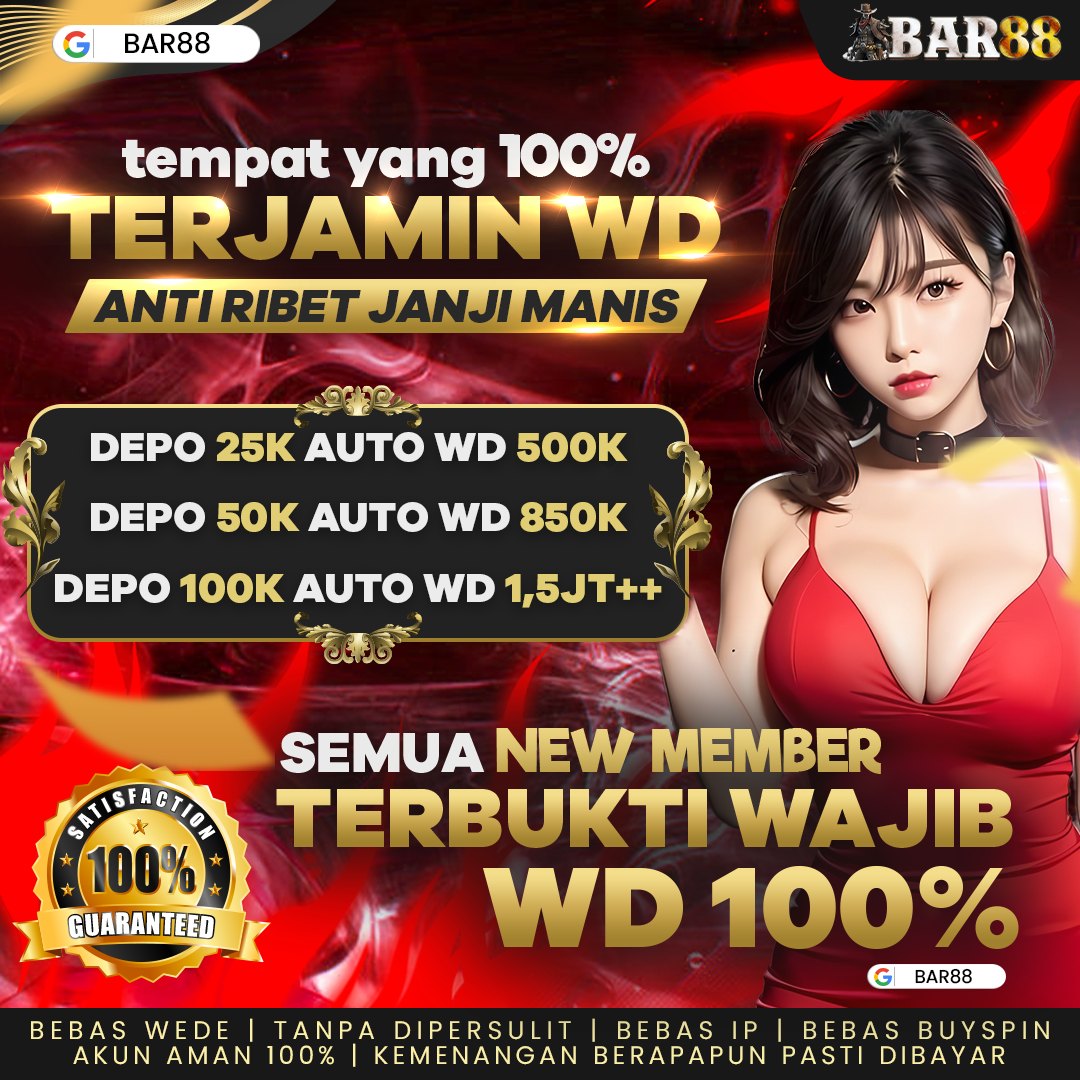 BAR88
BAR88
tempat yang 100%
TERJAMIN WD
ANTI RIBET JANJI MANIS
DEPO 25K AUTO WD 500K
DEPO 50K AUTO WD 850K
DEPO 100K AUTO WD 1,5JT++
SEMUA NEW MEMBER
TERBUKTI WAJIB
WD 100%
SATISFACTION
100%
GUARANTEED
BAR88
BEBAS WEDE | TANPA DIPERSULIT | BEBAS IP | BEBAS BUYSPIN
AKUN AMAN 100% | KEMENANGAN BERAPAPUN PASTI DIBAYAR